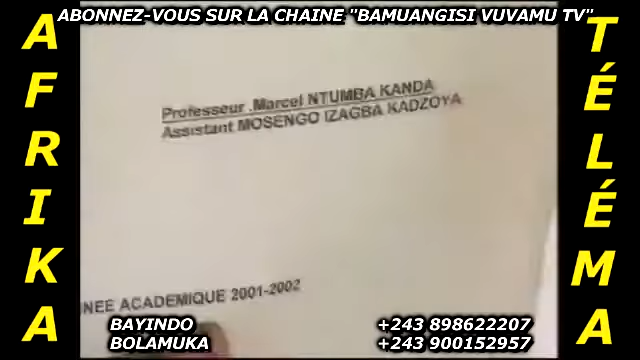 ABONNEZ-VOUS SUR LA CHAINE "BAMUANGISI VUVAMU TV"
AFRIKA
Professeur .Marcel NTUMBA KANDA
Assistant MOSENGO IZAGBA KADZOYA
NEE ACADEMIQUE 2001-2002
TÉLÉMA
BAYINDO +243 898622207
BOLAMUKA +243 900152957